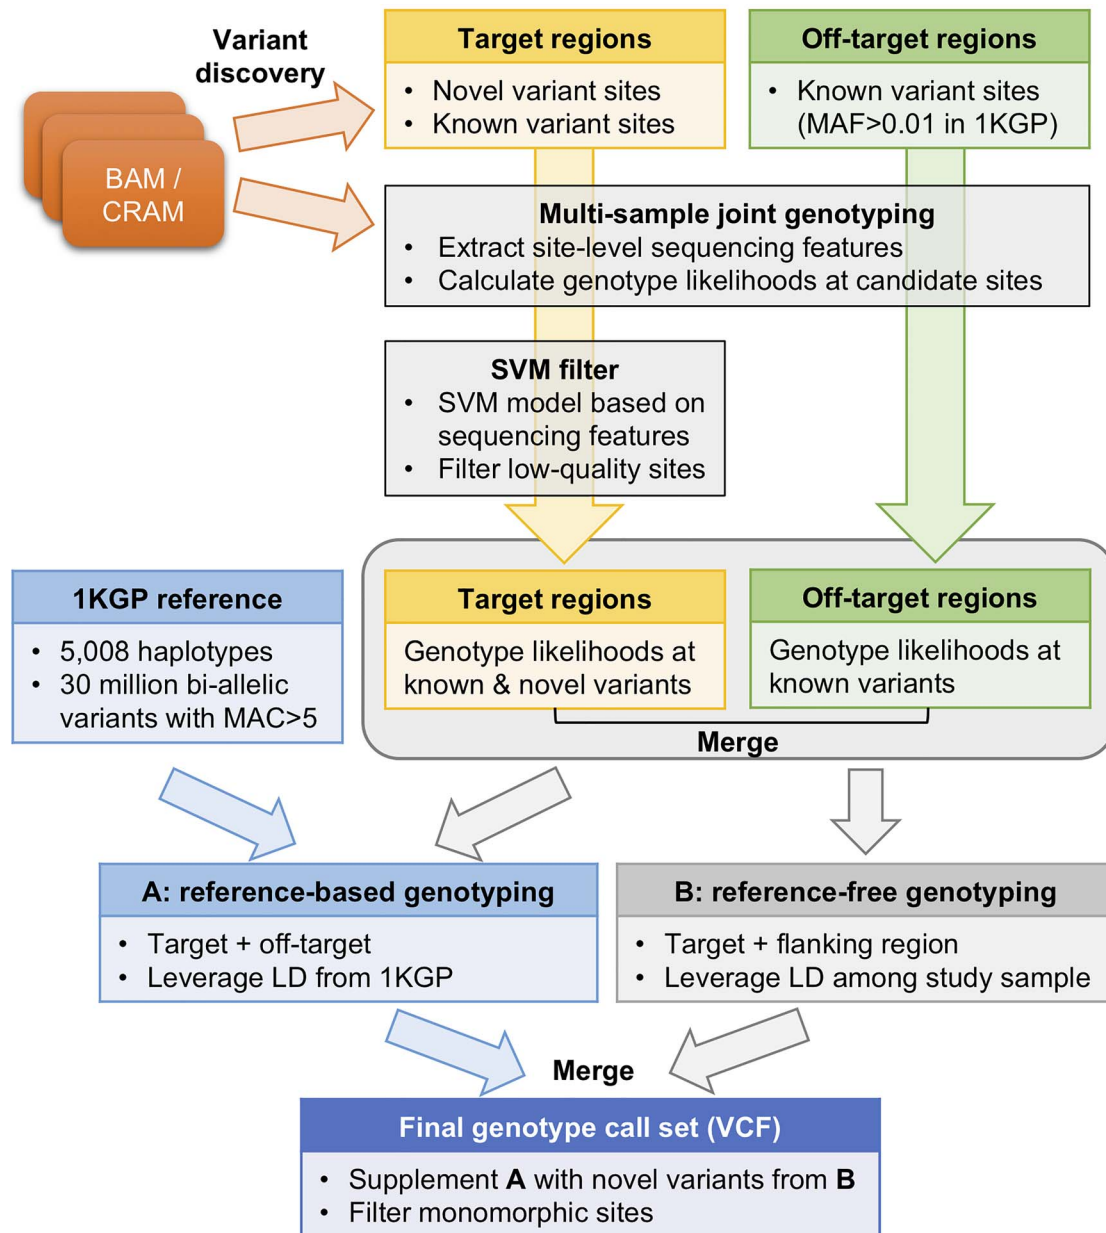 Variant
discovery
BAM /
CRAM
Target regions
• Novel variant sites
• Known variant sites
Off-target regions
• Known variant sites
(MAF>0.01 in 1KGP)
Multi-sample joint genotyping
• Extract site-level sequencing features
• Calculate genotype likelihoods at candidate sites
SVM filter
• SVM model based on
sequencing features
• Filter low-quality sites
1KGP reference
• 5,008 haplotypes
• 30 million bi-allelic
variants with MAC>5
Target regions
Genotype likelihoods at
known & novel variants
Off-target regions
Genotype likelihoods at
known variants
Merge
A: reference-based genotyping
• Target + off-target
• Leverage LD from 1KGP
B: reference-free genotyping
• Target + flanking region
• Leverage LD among study sample
Merge
Final genotype call set (VCF)
• Supplement A with novel variants from B
• Filter monomorphic sites